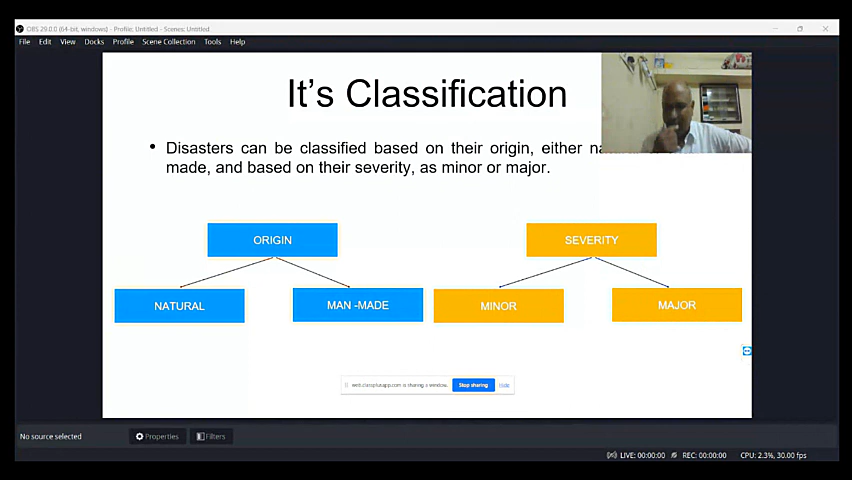 OBS 29.0.0 (64-bit, windows) - Profile: Untitled - Scenes: Untitled
File Edit View Docks Profile Scene Collection Tools Help
It's Classification
• Disasters can be classified based on their origin, either
made, and based on their severity, as minor or major.
ORIGIN
SEVERITY
NATURAL
MAN -MADE
MINOR
MAJOR
web.classplusapp.com is sharing a window.
Stop sharing
Hide
No source selected
Properties
Filters
LIVE: 00:00:00
REC: 00:00:00
CPU: 2.3%, 30.00 fps